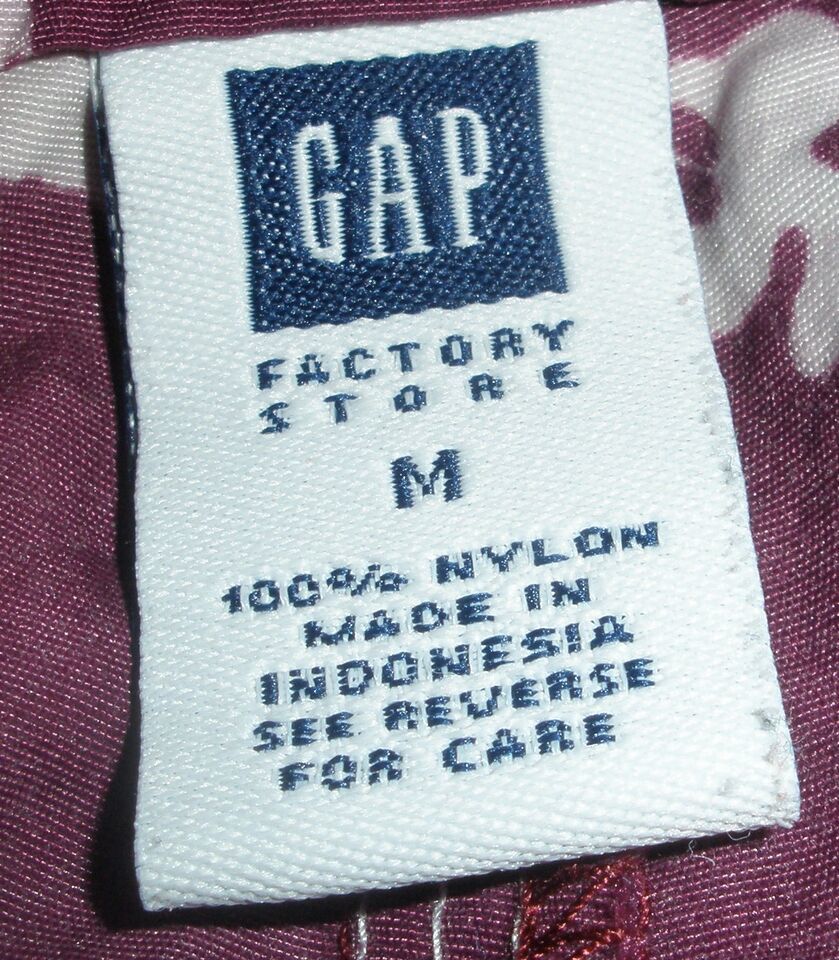 GAP
FACTORY
STORE
M
100% NYLON
MADE IN
INDONESIA
SEE REVERSE
FOR CARE